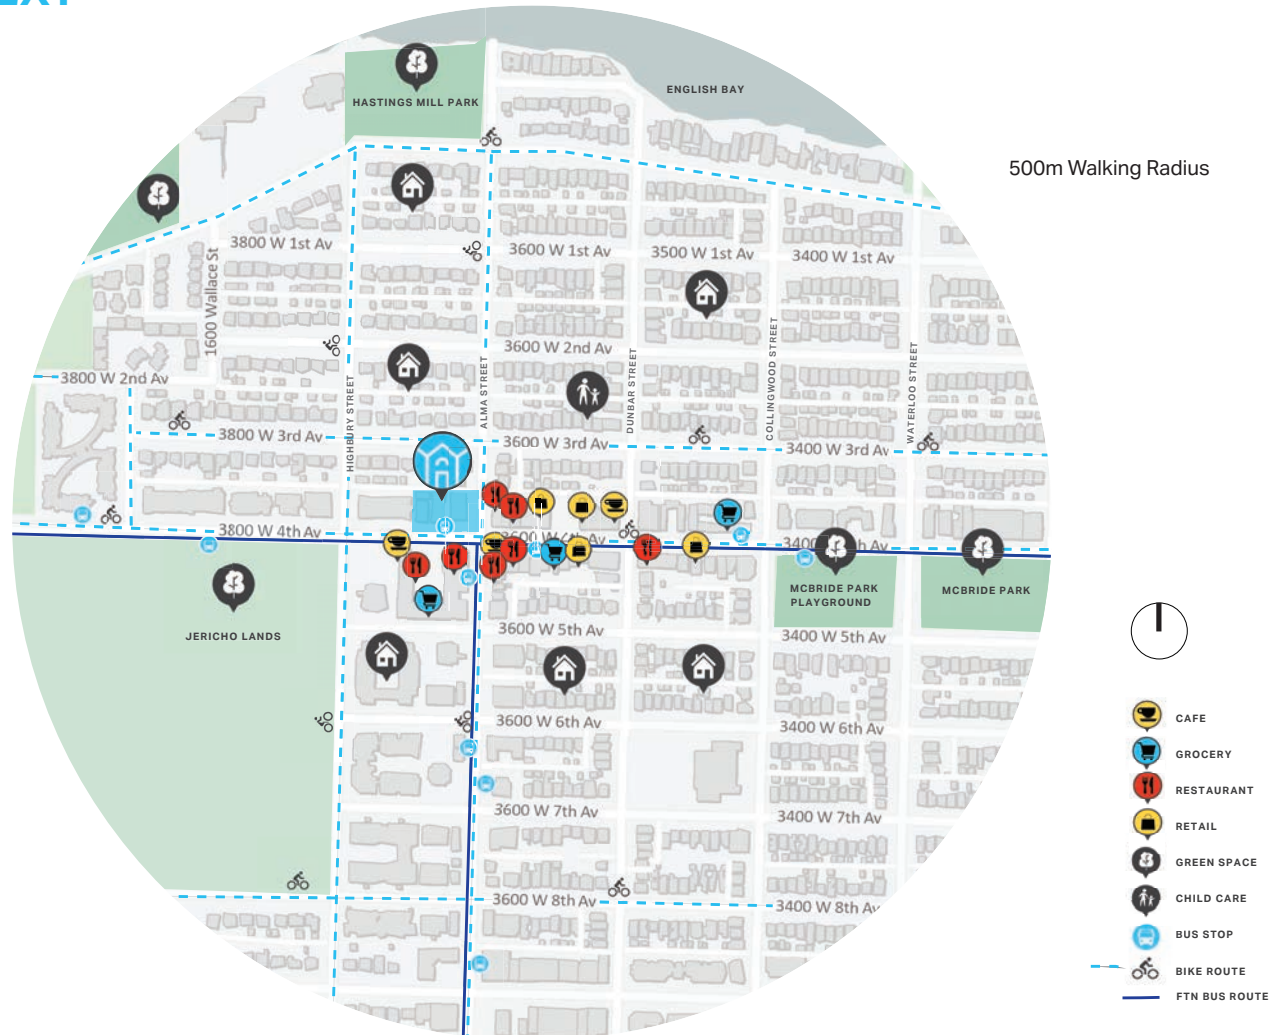 HASTINGS MILL PARK
ENGLISH BAY
500m Walking Radius
3800 W 1st Av
3600 W 1st Av
3500 W 1st Av
3400 W 1st Av
1600 Wallace St
3600 W 2nd Av
3800 W 2nd Av
HIGHBURY STREET
ALMA STREET
DUNBAR STREET
COLLINGWOOD STREET
WATERLOO STREET
3800 W 3rd Av
3600 W 3rd Av
3400 W 3rd Av
3800 W 4th Av
JERICHO LANDS
MCBRIDE PARK
PLAYGROUND
MCBRIDE PARK
3600 W 5th Av
3400 W 5th Av
3600 W 6th Av
3400 W 6th Av
3600 W 7th Av
3400 W 7th Av
3600 W 8th Av
3400 W 8th Av
CAFE
GROCERY
RESTAURANT
RETAIL
GREEN SPACE
CHILD CARE
BUS STOP
BIKE ROUTE
FTN BUS ROUTE